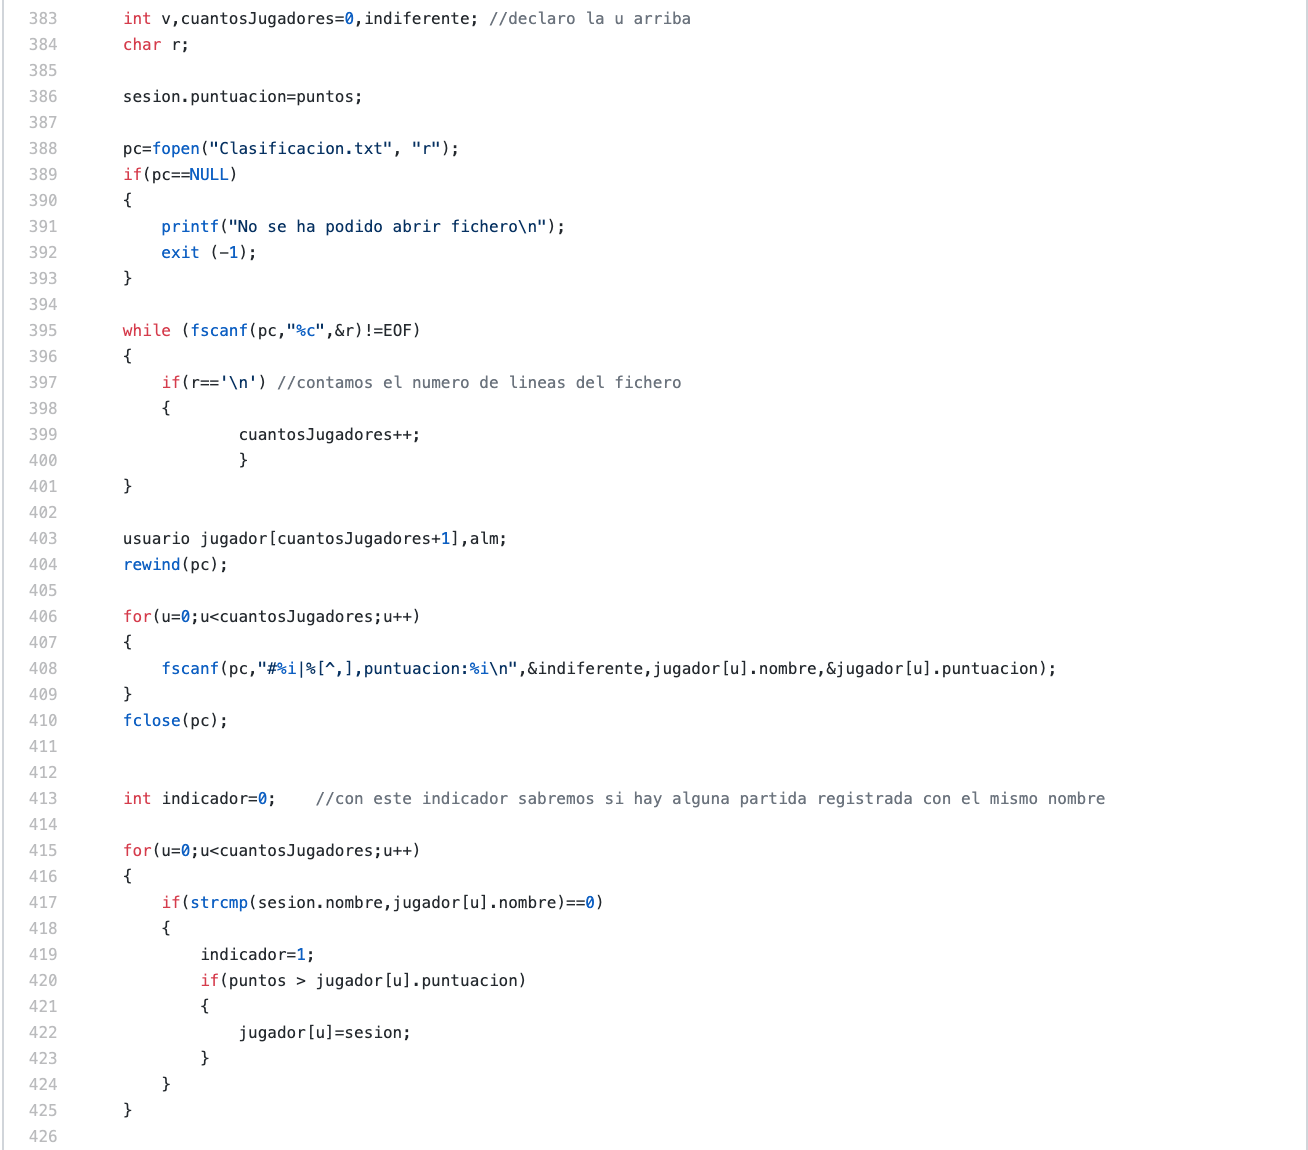 383 int v,cuantosJugadores=0,indiferente; //declaro la u arriba
384 char r;
385
386 sesion.puntuacion=puntos;
387
388 pc=fopen("Clasificacion.txt", "r");
389 if(pc==NULL)
390 {
391 printf("No se ha podido abrir fichero\n");
392 exit (-1);
393 }
394
395 while (fscanf(pc,"%c",&r)!=EOF)
396 {
397 if(r=='\n') //contamos el numero de lineas del fichero
398 {
399 cuantosJugadores++;
400 }
401 }
402
403 usuario jugador[cuantosJugadores+1],alm;
404 rewind(pc);
405
406 for(u=0;u<cuantosJugadores;u++)
407 {
408 fscanf(pc,"#%i|%[^,],puntuacion:%i\n",&indiferente,jugador[u].nombre,&jugador[u].puntuacion);
409 }
410 fclose(pc);
411
412
413 int indicador=0; //con este indicador sabremos si hay alguna partida registrada con el mismo nombre
414
415 for(u=0;u<cuantosJugadores;u++)
416 {
417 if(strcmp(sesion.nombre,jugador[u].nombre)==0)
418 {
419 indicador=1;
420 if(puntos > jugador[u].puntuacion)
421 {
422 jugador[u]=sesion;
423 }
424 }
425 }
426